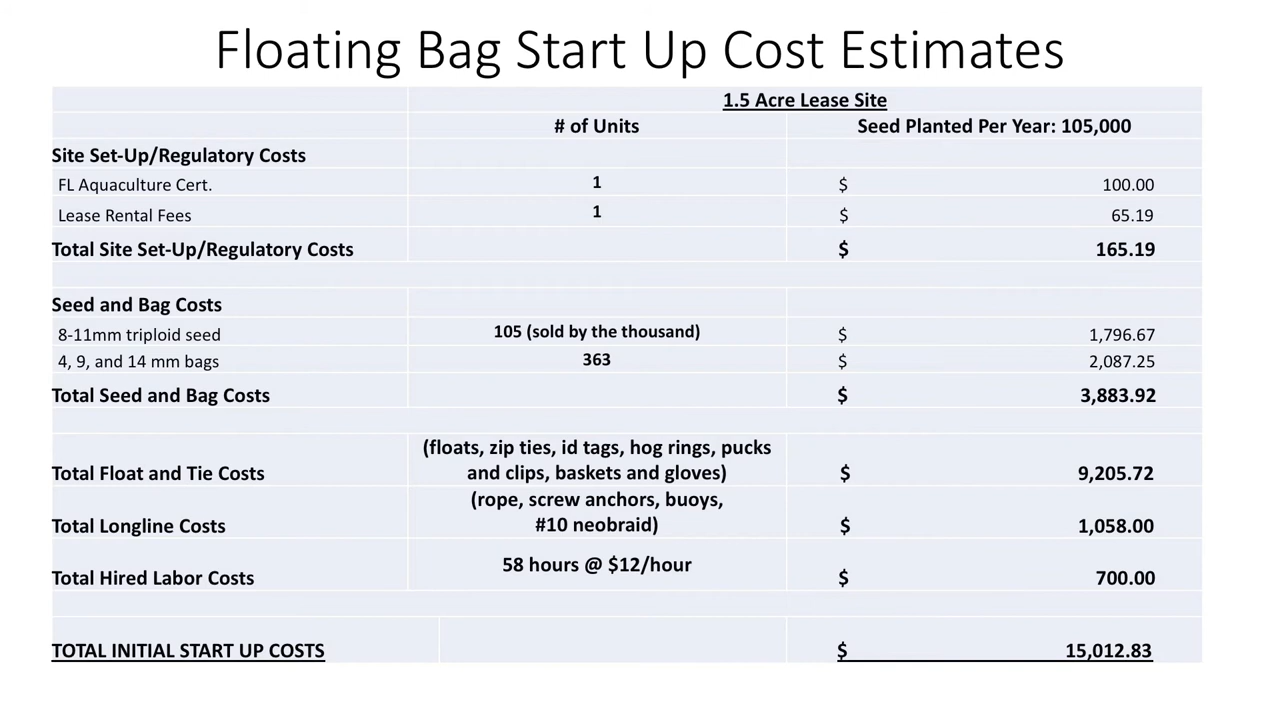 Floating Bag Start Up Cost Estimates
1.5 Acre Lease Site
# of Units Seed Planted Per Year: 105,000
Site Set-Up/Regulatory Costs
FL Aquaculture Cert. 1 $ 100.00
Lease Rental Fees 1 $ 65.19
Total Site Set-Up/Regulatory Costs $ 165.19
Seed and Bag Costs
8-11mm triploid seed 105 (sold by the thousand) $ 1,796.67
4, 9, and 14 mm bags 363 $ 2,087.25
Total Seed and Bag Costs $ 3,883.92
(floats, zip ties, id tags, hog rings, pucks
Total Float and Tie Costs and clips, baskets and gloves) $ 9,205.72
(rope, screw anchors, buoys,
Total Longline Costs #10 neobraid) $ 1,058.00
Total Hired Labor Costs 58 hours @ $12/hour $ 700.00
TOTAL INITIAL START UP COSTS $ 15,012.83